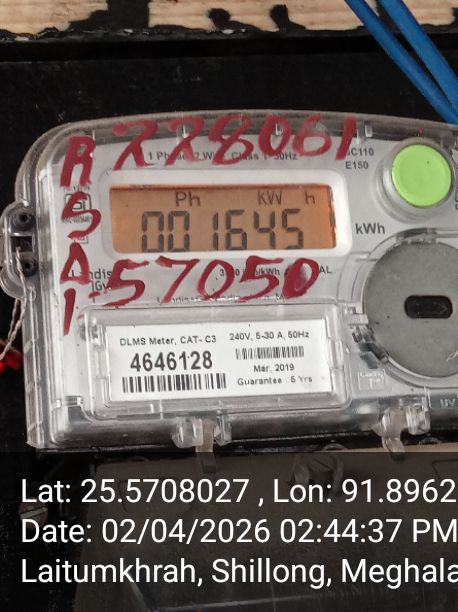 228061
1 Ph 2 W Class 1 50Hz
C110
E150
Ph kW h
001645
kWh
57050
DLMS Meter, CAT- C3 240V, 5-30 A, 50Hz
4646128
Mar. 2019
Guarantee : 5 Yrs
UV
Lat: 25.5708027 , Lon: 91.8962
Date: 02/04/2026 02:44:37 PM
Laitumkhrah, Shillong, Meghala